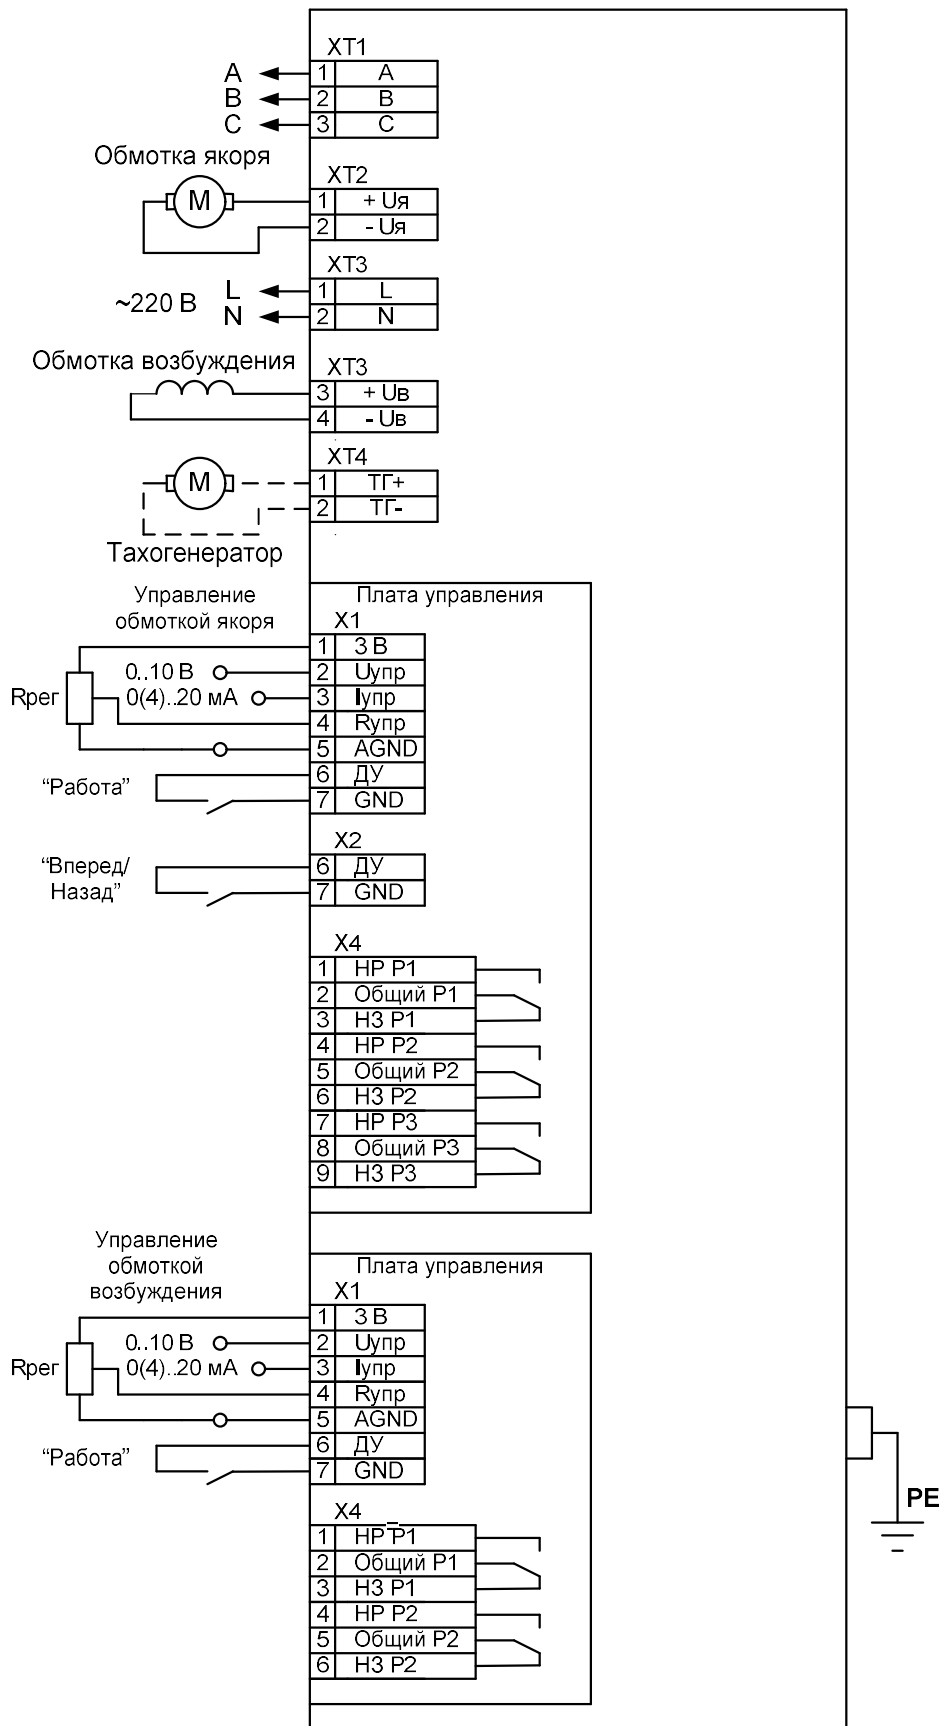 XT1
A 1 A
B 2 B
C 3 C
Обмотка якоря
XT2
M 1 + Uя
2 - Uя
XT3
~220 В
L 1 L
N 2 N
Обмотка возбуждения
XT3
3 + Uв
4 - Uв
XT4
M 1 ТГ+
2 ТГ-
Тахогенератор
Управление
обмоткой якоря
Плата управления
X1
1 3 В
0..10 В 2 Uупр
Rрег 0(4)..20 мА 3 Iупр
4 Rупр
5 AGND
“Работа” 6 ДУ
7 GND
X2
“Вперед/
Назад”
6 ДУ
7 GND
X4
1 НР Р1
2 Общий Р1
3 НЗ Р1
4 НР Р2
5 Общий Р2
6 НЗ Р2
7 НР Р3
8 Общий Р3
9 НЗ Р3
Управление
обмоткой
возбуждения
Плата управления
X1
1 3 В
0..10 В 2 Uупр
Rрег 0(4)..20 мА 3 Iупр
4 Rупр
5 AGND
“Работа” 6 ДУ
7 GND
PE
X4
1 НР Р1
2 Общий Р1
3 НЗ Р1
4 НР Р2
5 Общий Р2
6 НЗ Р2